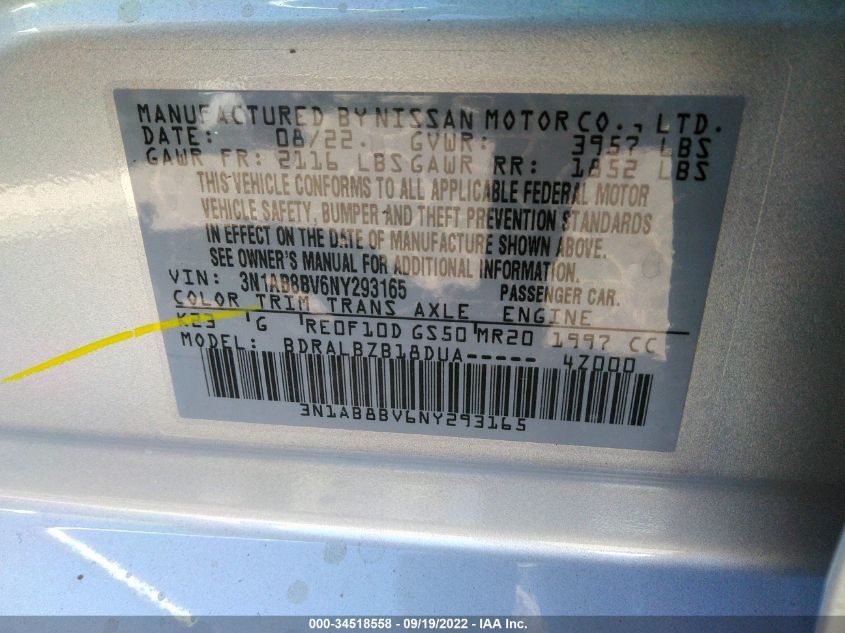 MANUFACTURED BY NISSAN MOTOR CO., LTD.
DATE: 08/22. GVWR: 3957 LBS
GAWR FR: 2116 LBS GAWR RR: 1852 LBS
THIS VEHICLE CONFORMS TO ALL APPLICABLE FEDERAL MOTOR
VEHICLE SAFETY, BUMPER AND THEFT PREVENTION STANDARDS
IN EFFECT ON THE DATE OF MANUFACTURE SHOWN ABOVE.
SEE OWNER'S MANUAL FOR ADDITIONAL INFORMATION.
VIN: 3N1AB8BV6NY293165 PASSENGER CAR.
COLOR TRIM TRANS AXLE ENGINE
K23 G RE0F10D GS50 MR20 1997 CC
MODEL: BDRALBZB18DUA----- 4Z000
3N1AB8BV6NY293165
000-34518558 - 09/19/2022 - IAA Inc.